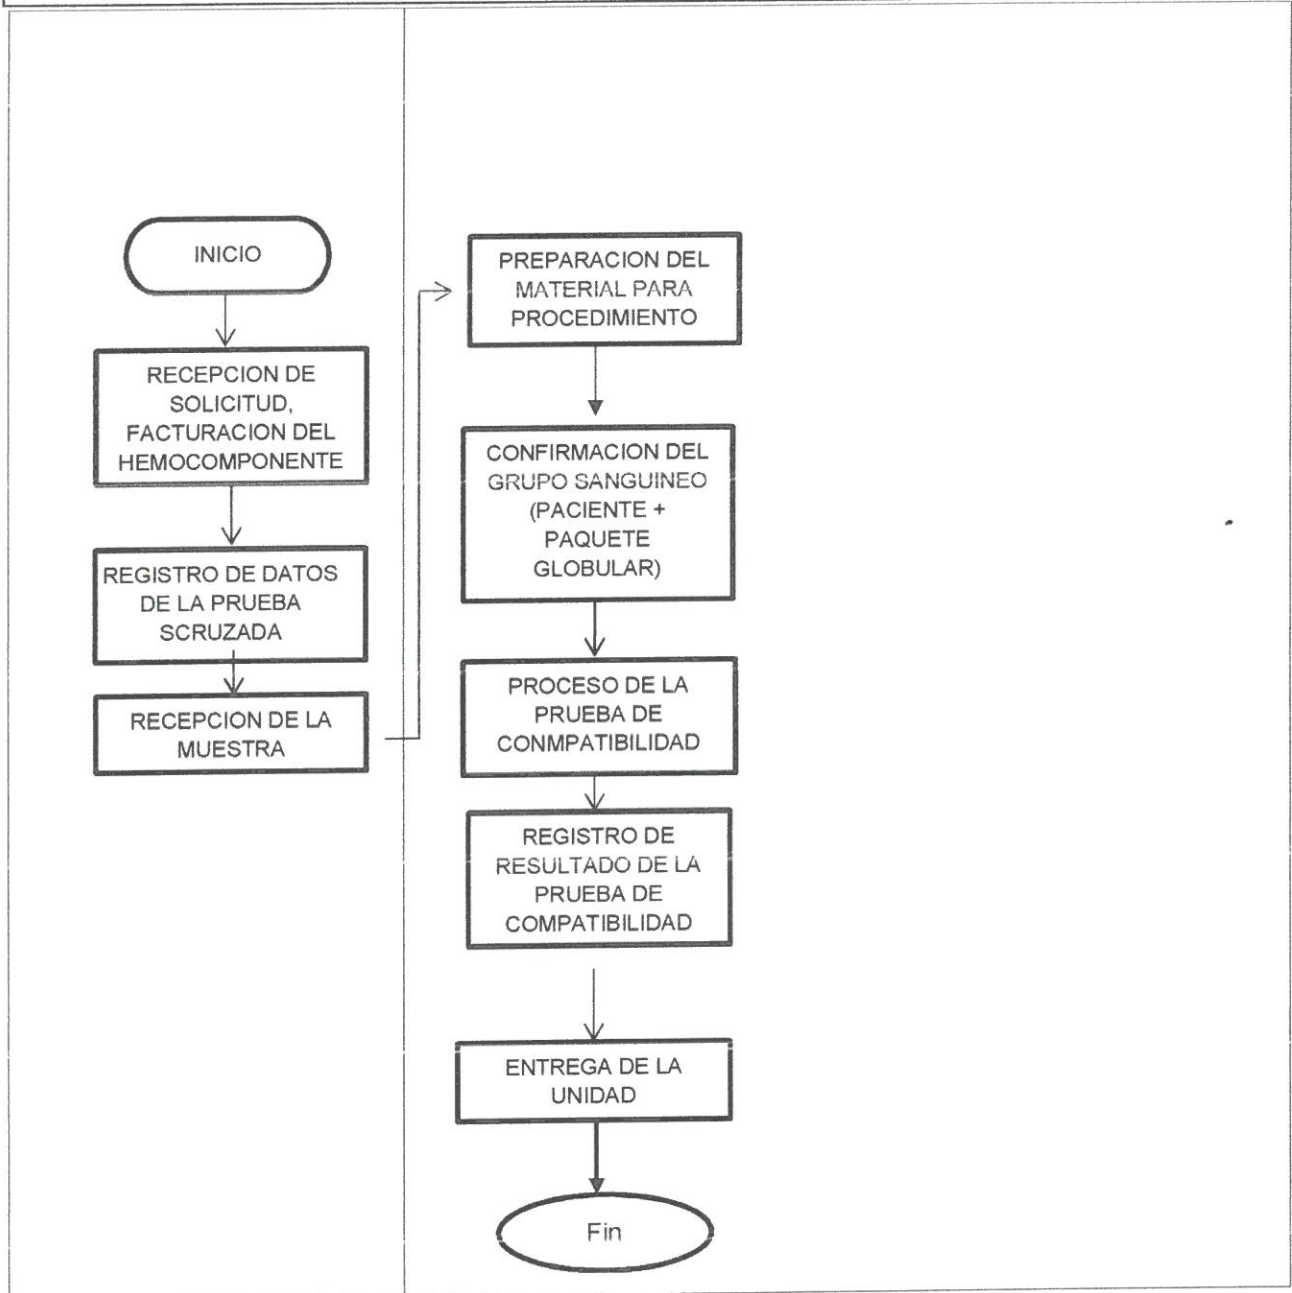 INICIO
RECEPCION DE
SOLICITUD,
FACTURACION DEL
HEMOCOMPONENTE
REGISTRO DE DATOS
DE LA PRUEBA
SCRUZADA
RECEPCION DE LA
MUESTRA
PREPARACION DEL
MATERIAL PARA
PROCEDIMIENTO
CONFIRMACION DEL
GRUPO SANGUINEO
(PACIENTE +
PAQUETE
GLOBULAR)
PROCESO DE LA
PRUEBA DE
CONMPATIBILIDAD
REGISTRO DE
RESULTADO DE LA
PRUEBA DE
COMPATIBILIDAD
ENTREGA DE LA
UNIDAD
Fin